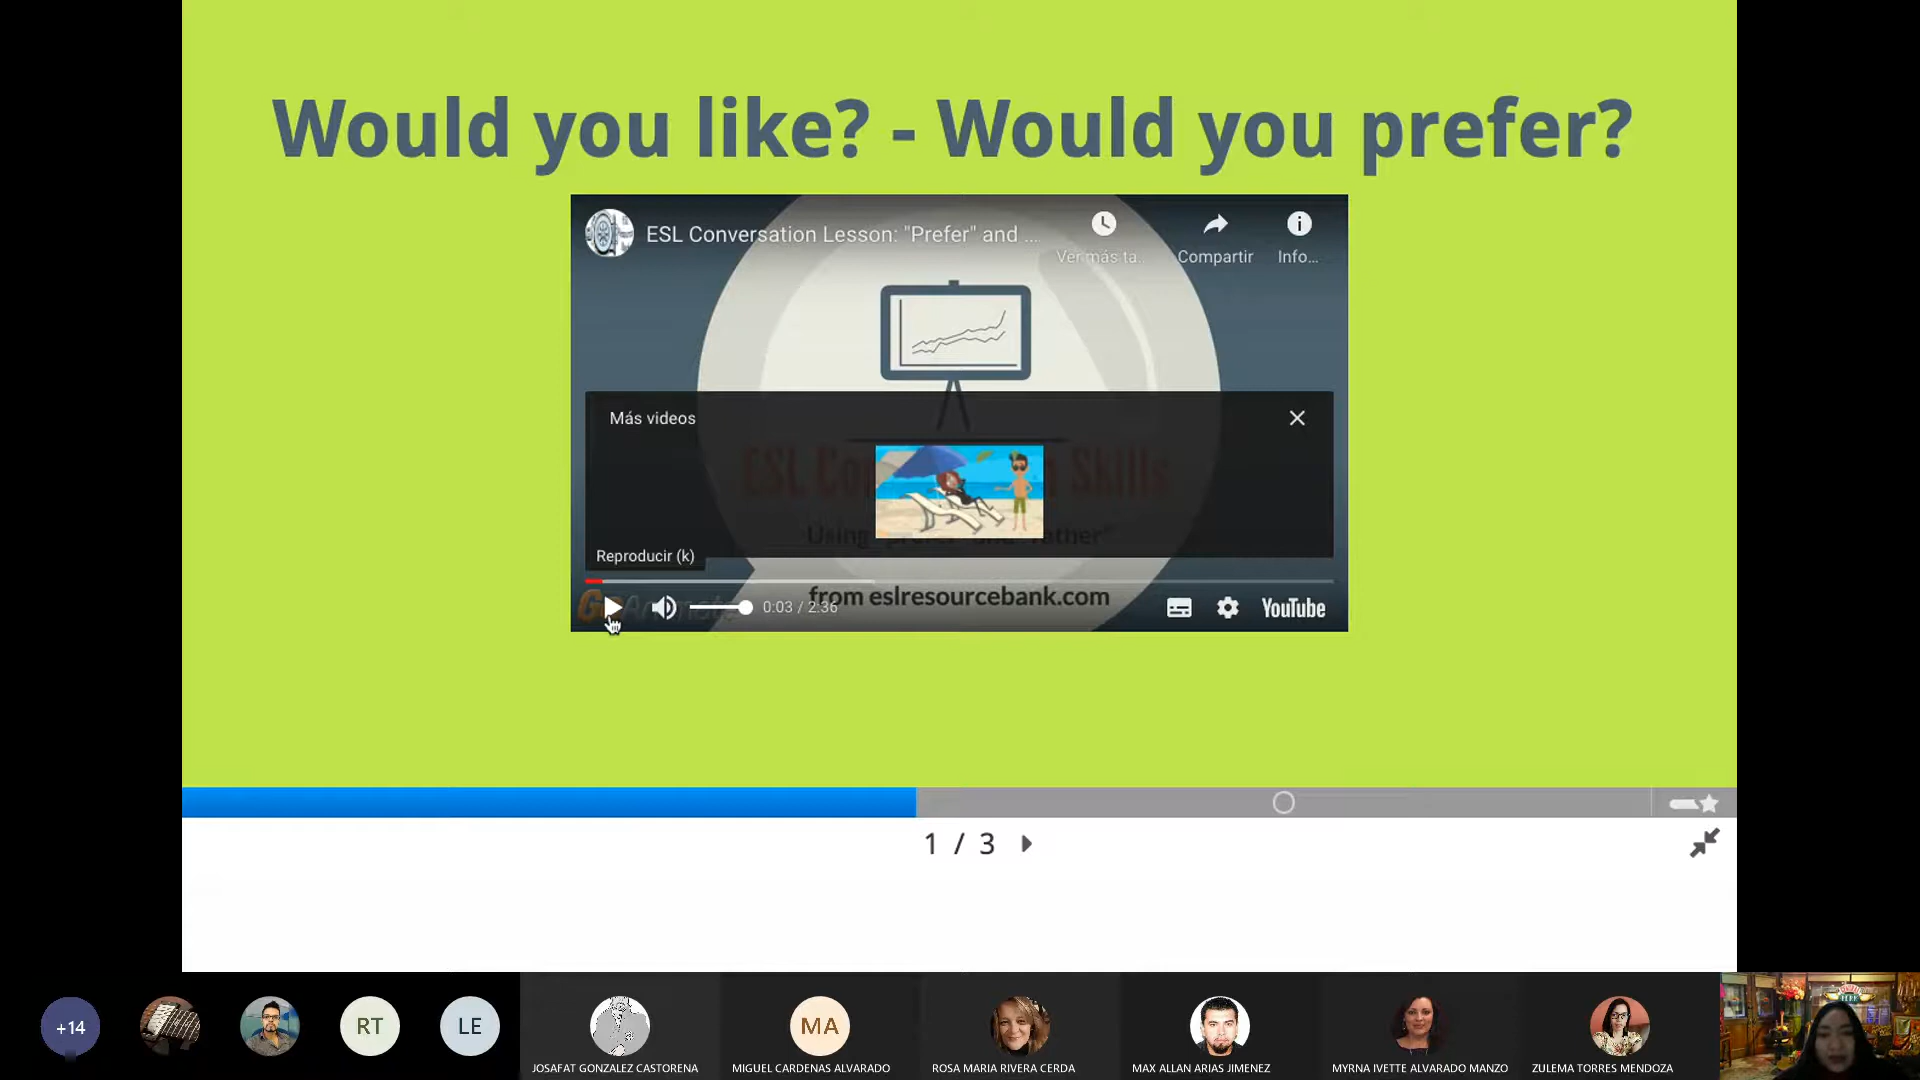 Would you like? - Would you prefer?
ESL Conversation Lesson: "Prefer" and ...
Ver más ta...
Compartir
Info...
Más videos
Reproducir (k)
from eslresourcebank.com
0:03 / 2:36
YouTube
1 / 3
+14
RT
LE
MA
JOSAFAT GONZALEZ CASTORENA
MIGUEL CARDENAS ALVARADO
ROSA MARIA RIVERA CERDA
MAX ALLAN ARIAS JIMENEZ
MYRNA IVETTE ALVARADO MANZO
ZULEMA TORRES MENDOZA